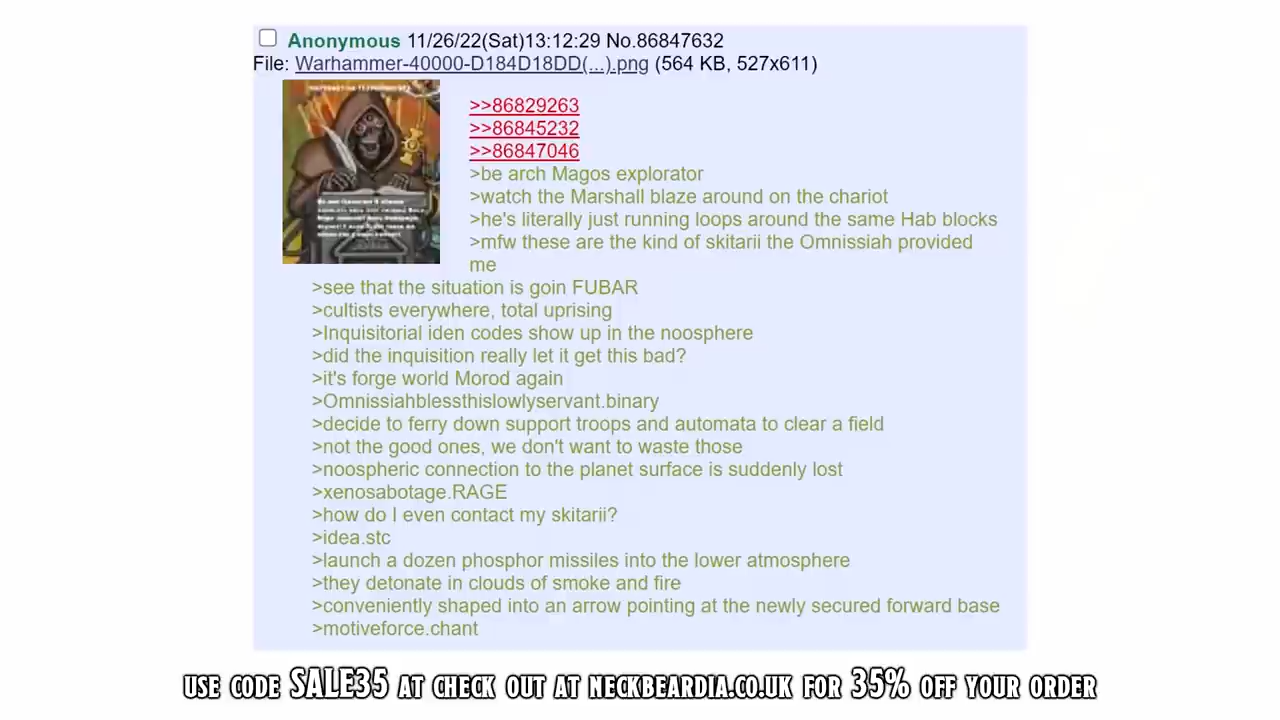 Anonymous 11/26/22(Sat)13:12:29 No.86847632
File: Warhammer-40000-D184D18DD(...).png (564 KB, 527x611)
>>86829263
>>86845232
>>86847046
>be arch Magos explorator
>watch the Marshall blaze around on the chariot
>he's literally just running loops around the same Hab blocks
>mfw these are the kind of skitarii the Omnissiah provided
me
>see that the situation is goin FUBAR
>cultists everywhere, total uprising
>Inquisitorial iden codes show up in the noosphere
>did the inquisition really let it get this bad?
>it's forge world Morod again
>Omnissiahblessthislowlyservant.binary
>decide to ferry down support troops and automata to clear a field
>not the good ones, we don't want to waste those
>noospheric connection to the planet surface is suddenly lost
>xenosabotage.RAGE
>how do I even contact my skitarii?
>idea.stc
>launch a dozen phosphor missiles into the lower atmosphere
>they detonate in clouds of smoke and fire
>conveniently shaped into an arrow pointing at the newly secured forward base
>motiveforce.chant
USE CODE SALE35 AT CHECK OUT AT NECKBEARDIA.CO.UK FOR 35% OFF YOUR ORDER